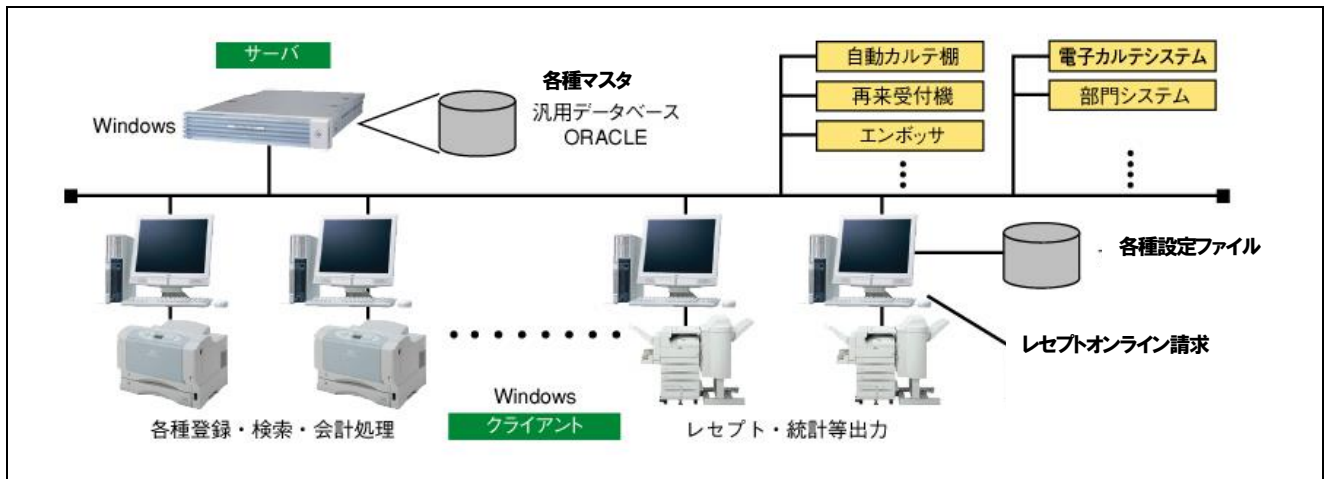 サーバ
Windows
各種マスタ
汎用データベース
ORACLE
自動カルテ棚
再来受付機
エンボッサ
電子カルテシステム
部門システム
各種設定ファイル
レセプトオンライン請求
各種登録・検索・会計処理
Windows
クライアント
レセプト・統計等出力